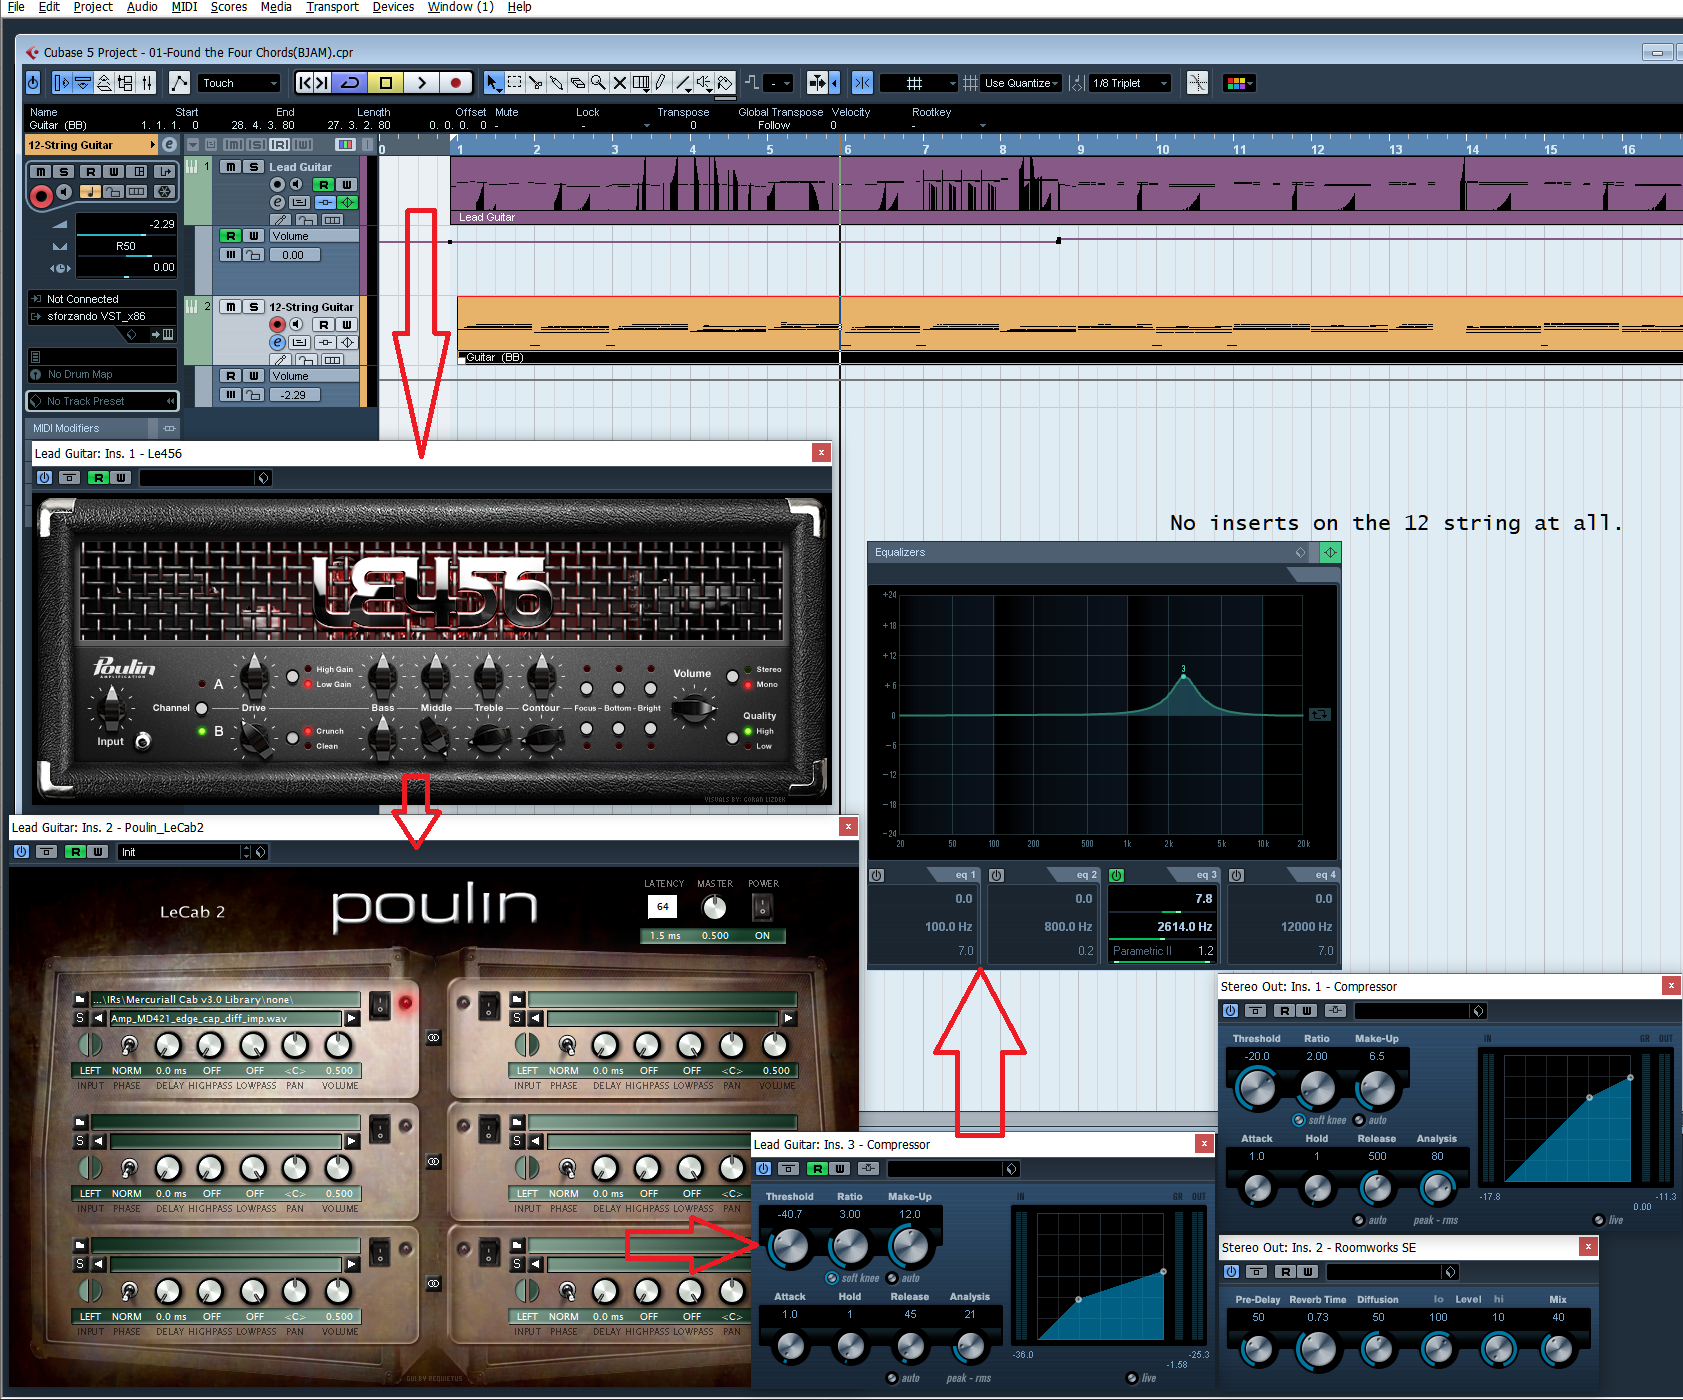 File Edit Project Audio MIDI Scores Media Transport Devices Window (1) Help
Cubase 5 Project - 01-Found the Four Chords(BJAM).cpr
Touch - Use Quantize 1/8 Triplet
Name Start End Length Offset Mute Lock Transpose Global Transpose Velocity Rootkey
Guitar (BB) 1. 1. 1. 0 28. 4. 3. 80 27. 3. 2. 80 0. 0. 0. 0 - - 0 Follow 0 -
12-String Guitar
0 1 2 3 4 5 6 7 8 9 10 11 12 13 14 15 16
M S R W
1 M S Lead Guitar
R W
Lead Guitar
-2.29
R W Volume
R50
0.00
0.00
Not Connected
sforzando VST_x86
2 M S 12-String Guitar
R W
No Drum Map
Guitar (BB)
R W Volume
-2.29
No Track Preset
MIDI Modifiers
Lead Guitar: Ins. 1 - Le456
R W
LE456
Poulin
AMPLIFICATION
A
B
Channel
Input
Drive
High Gain
Low Gain
Crunch
Clean
Bass Middle Treble Contour Focus Bottom Bright
Volume
Stereo
Mono
Quality
High
Low
VISUALS BY: GORAN LIZDEK
No inserts on the 12 string at all.
Equalizers
+24
+18
+12
+6
0
-6
-12
-18
-24
3
20 50 100 200 500 1k 2k 5k 10k 20k
eq 1 eq 2 eq 3 eq 4
0.0 0.0 7.8 0.0
100.0 Hz 800.0 Hz 2614.0 Hz 12000 Hz
7.0 0.2 Parametric II 1.2 7.0
Lead Guitar: Ins. 2 - Poulin_LeCab2
R W Init
LeCab 2
poulin
LATENCY MASTER POWER
64
1.5 ms 0.500 ON
...\IRs\Mercuriall Cab v3.0 Library\none\
S Amp_MD421_edge_cap_diff_imp.wav S
LEFT NORM 0.0 ms OFF OFF <C> 0.500 LEFT NORM 0.0 ms OFF OFF <C> 0.500
INPUT PHASE DELAY HIGHPASS LOWPASS PAN VOLUME INPUT PHASE DELAY HIGHPASS LOWPASS PAN VOLUME
S S
LEFT NORM 0.0 ms OFF OFF <C> 0.500 LEFT NORM 0.0 ms OFF OFF <C>
INPUT PHASE DELAY HIGHPASS LOWPASS PAN VOLUME INPUT PHASE DELAY HIGHPASS LOWPASS PAN
S S
LEFT NORM 0.0 ms OFF OFF <C> 0.500 LEFT NORM 0.0 ms OFF OFF <C>
INPUT PHASE DELAY HIGHPASS LOWPASS PAN VOLUME INPUT PHASE DELAY HIGHPASS LOWPASS PAN
Lead Guitar: Ins. 3 - Compressor
R W
Threshold Ratio Make-Up
-40.7 3.00 12.0
soft knee auto
Attack Hold Release Analysis
1.0 1 45 21
auto peak - rms
IN GR OUT
-36.0 -1.58 -25.3
live
Stereo Out: Ins. 1 - Compressor
R W
Threshold Ratio Make-Up
-20.0 2.00 6.5
soft knee auto
Attack Hold Release Analysis
1.0 1 500 80
auto peak - rms
IN GR OUT
-17.8 0.00 -11.3
live
Stereo Out: Ins. 2 - Roomworks SE
R W
Pre-Delay Reverb Time Diffusion lo Level hi Mix
50 0.73 50 100 10 40